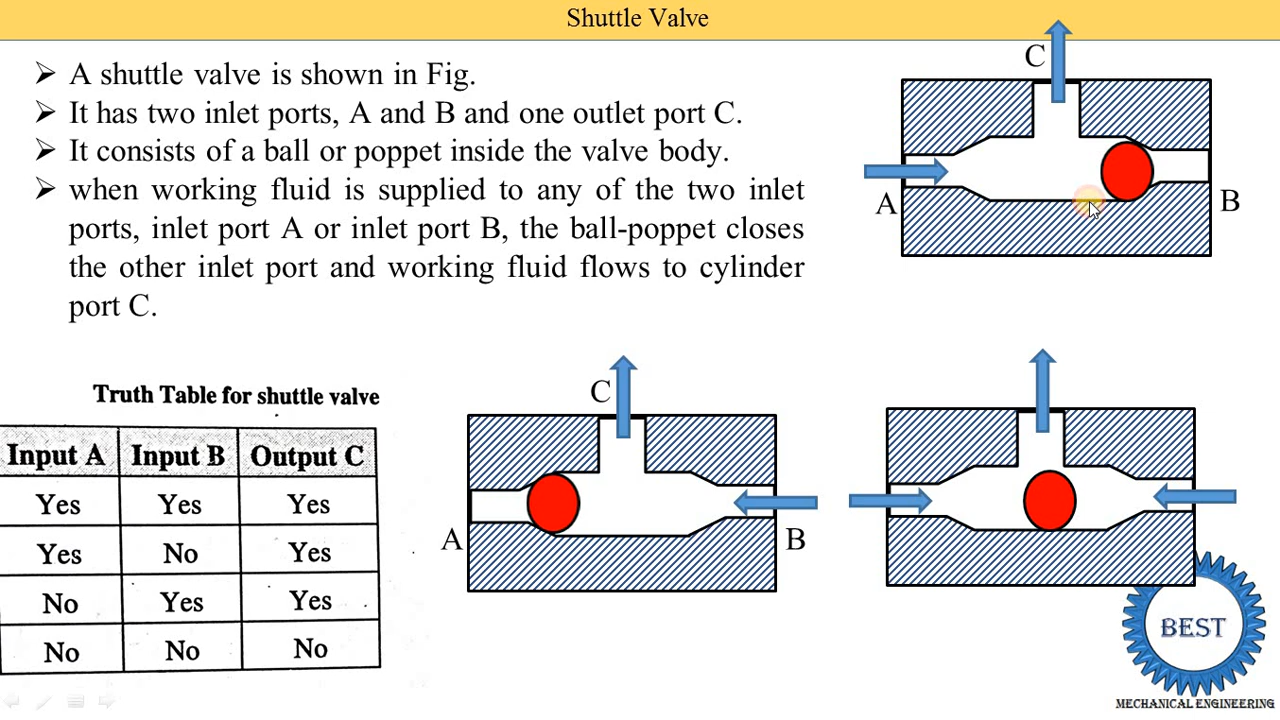 Shuttle Valve
➢ A shuttle valve is shown in Fig.
➢ It has two inlet ports, A and B and one outlet port C.
➢ It consists of a ball or poppet inside the valve body.
➢ when working fluid is supplied to any of the two inlet
ports, inlet port A or inlet port B, the ball-poppet closes
the other inlet port and working fluid flows to cylinder
port C.
C
A
B
Truth Table for shuttle valve
Input A Input B Output C
Yes Yes Yes
Yes No Yes
No Yes Yes
No No No
C
A
B
BEST
MECHANICAL ENGINEERING